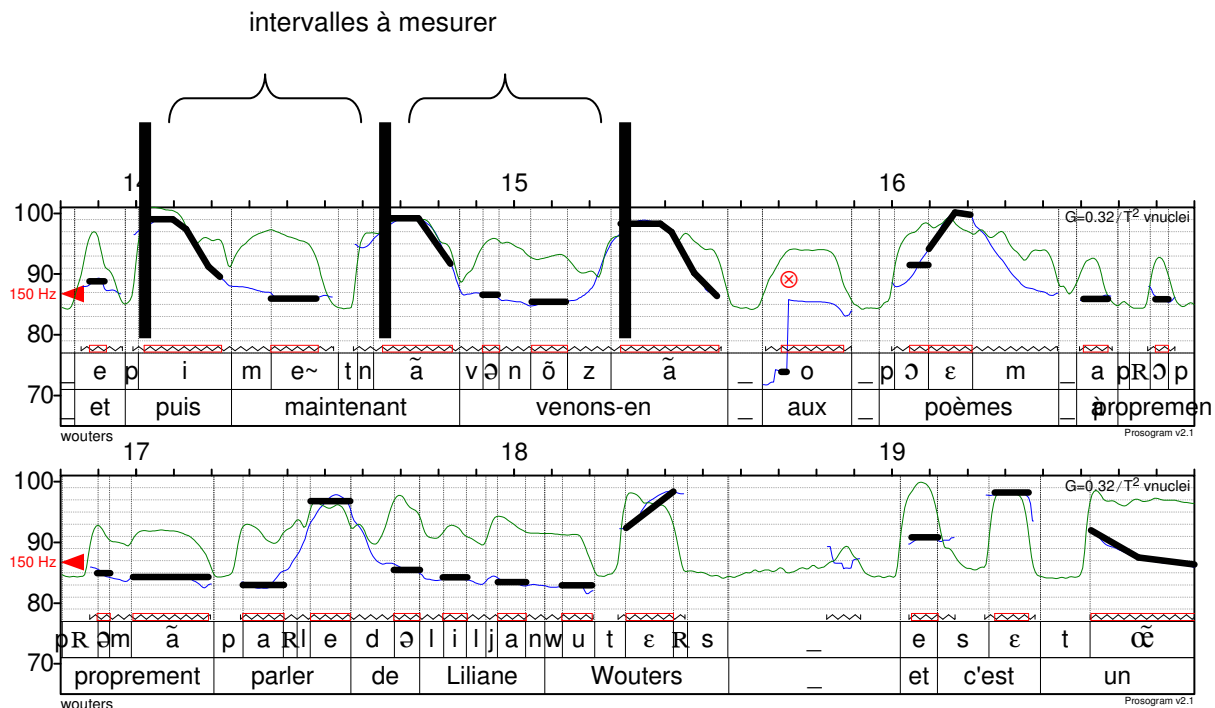 intervalles à mesurer
14 15 16
100
90
80
70
150 Hz
G=0.32/T² vnuclei
_ e p i m e~ t n ã v ə n õ z ã _ o _ p ɔ ɛ m _ a p R ɔ p
_ et puis maintenant venons-en _ aux _ poèmes _ à propremen
wouters Prosogram v2.1
17 18 19
100
90
80
70
150 Hz
G=0.32/T² vnuclei
p R ə m ã p a R l e d ə l i l j a n w u t ɛ R s _ e s ɛ t œ̃
proprement parler de Liliane Wouters _ et c'est un
wouters Prosogram v2.1